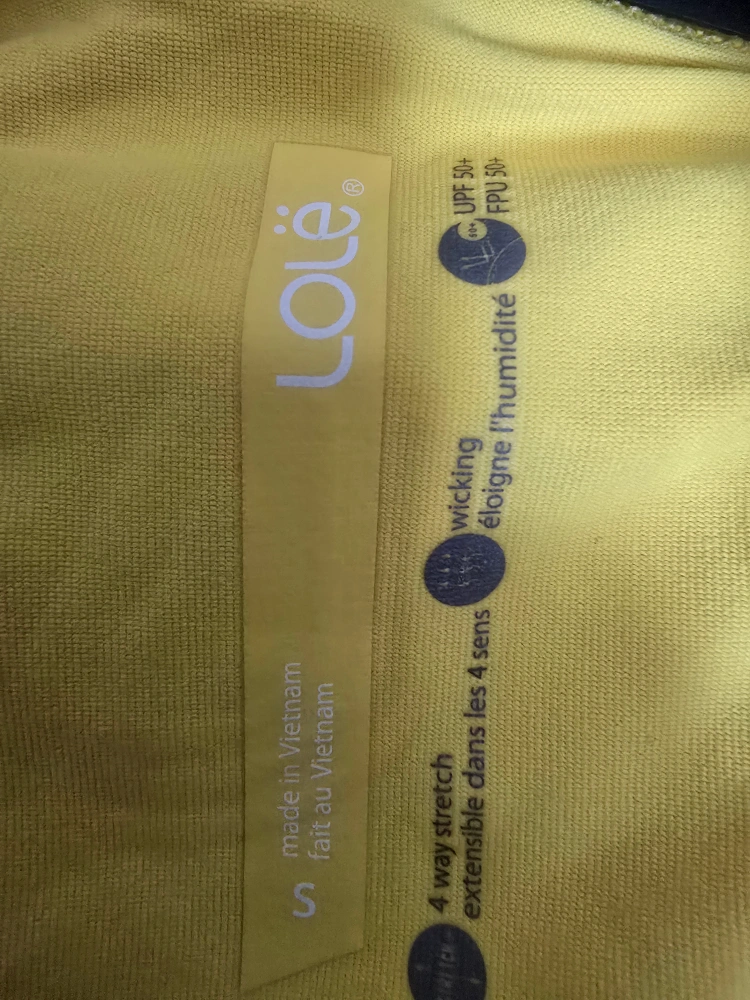 S
made in Vietnam
fait au Vietnam
LOLË®
4 way stretch
extensible dans les 4 sens
wicking
éloigne l'humidité
50+
UPF 50+
FPU 50+